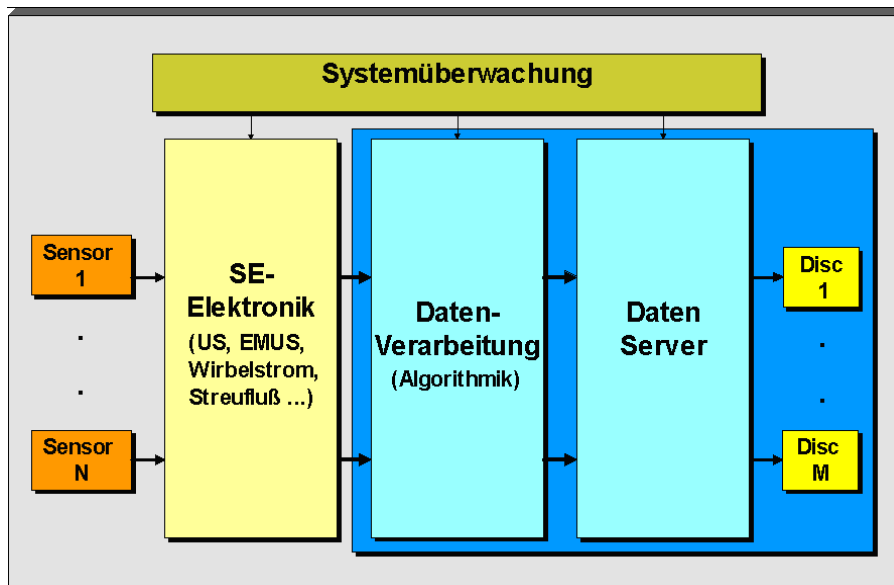 Systemüberwachung
Sensor
1
.
.
Sensor
N
SE-
Elektronik
(US, EMUS,
Wirbelstrom,
Streufluß ...)
Daten-
Verarbeitung
(Algorithmik)
Daten
Server
Disc
1
.
.
Disc
M